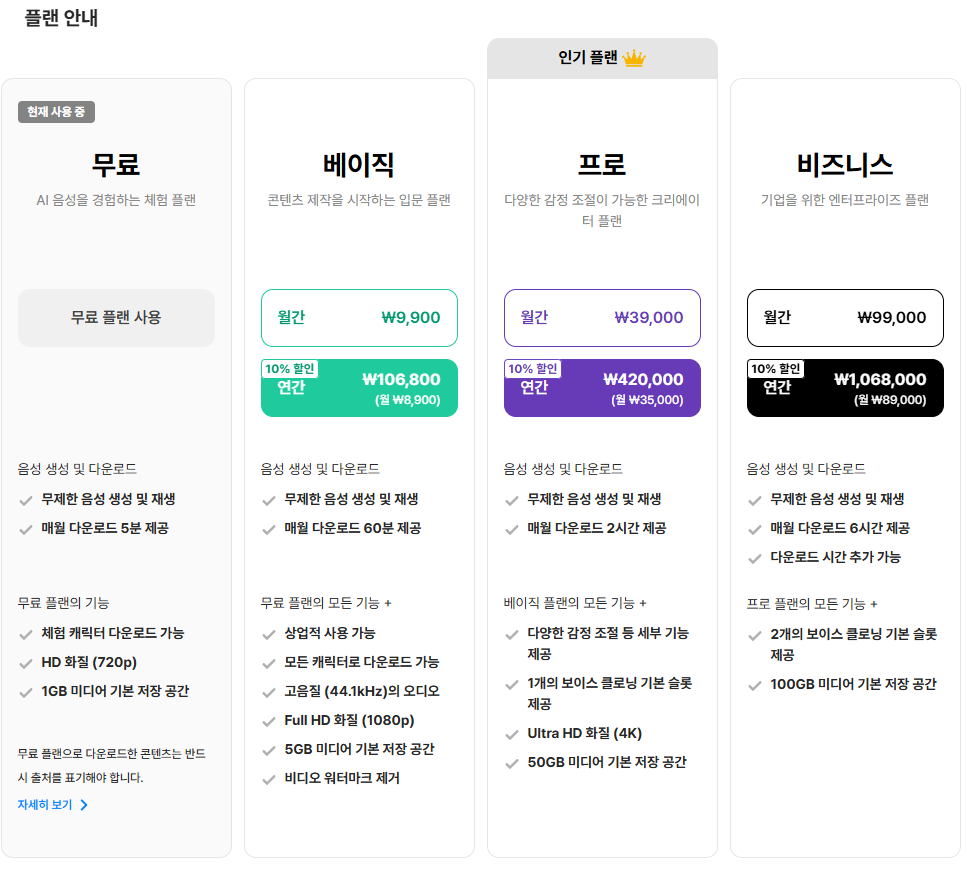 플랜 안내
현재 사용 중
무료
AI 음성을 경험하는 체험 플랜
무료 플랜 사용
음성 생성 및 다운로드
무제한 음성 생성 및 재생
매월 다운로드 5분 제공
무료 플랜의 기능
체험 캐릭터 다운로드 가능
HD 화질 (720p)
1GB 미디어 기본 저장 공간
무료 플랜으로 다운로드한 콘텐츠는 반드
시 출처를 표기해야 합니다.
자세히 보기
베이직
콘텐츠 제작을 시작하는 입문 플랜
월간 ₩9,900
10% 할인
연간 ₩106,800
(월 ₩8,900)
음성 생성 및 다운로드
무제한 음성 생성 및 재생
매월 다운로드 60분 제공
무료 플랜의 모든 기능 +
상업적 사용 가능
모든 캐릭터로 다운로드 가능
고음질 (44.1kHz)의 오디오
Full HD 화질 (1080p)
5GB 미디어 기본 저장 공간
비디오 워터마크 제거
인기 플랜
프로
다양한 감정 조절이 가능한 크리에이
터 플랜
월간 ₩39,000
10% 할인
연간 ₩420,000
(월 ₩35,000)
음성 생성 및 다운로드
무제한 음성 생성 및 재생
매월 다운로드 2시간 제공
베이직 플랜의 모든 기능 +
다양한 감정 조절 등 세부 기능
제공
1개의 보이스 클로닝 기본 슬롯
제공
Ultra HD 화질 (4K)
50GB 미디어 기본 저장 공간
비즈니스
기업을 위한 엔터프라이즈 플랜
월간 ₩99,000
10% 할인
연간 ₩1,068,000
(월 ₩89,000)
음성 생성 및 다운로드
무제한 음성 생성 및 재생
매월 다운로드 6시간 제공
다운로드 시간 추가 가능
프로 플랜의 모든 기능 +
2개의 보이스 클로닝 기본 슬롯
제공
100GB 미디어 기본 저장 공간